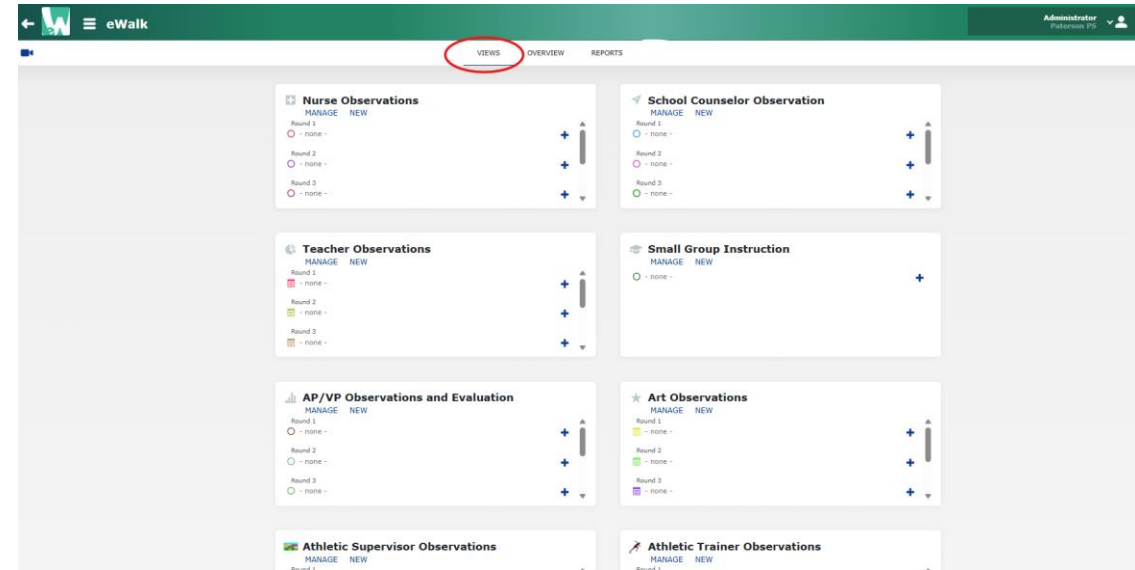 eWalk
Administrator
Paterson PS
VIEWS OVERVIEW REPORTS
Nurse Observations
MANAGE NEW
Round 1
- none -
Round 2
- none -
Round 3
- none -
School Counselor Observation
MANAGE NEW
Round 1
- none -
Round 2
- none -
Round 3
- none -
Teacher Observations
MANAGE NEW
Round 1
- none -
Round 2
- none -
Round 3
- none -
Small Group Instruction
MANAGE NEW
- none -
AP/VP Observations and Evaluation
MANAGE NEW
Round 1
- none -
Round 2
- none -
Round 3
- none -
Art Observations
MANAGE NEW
Round 1
- none -
Round 2
- none -
Round 3
- none -
Athletic Supervisor Observations
MANAGE NEW
Round 1
Athletic Trainer Observations
MANAGE NEW
Round 1